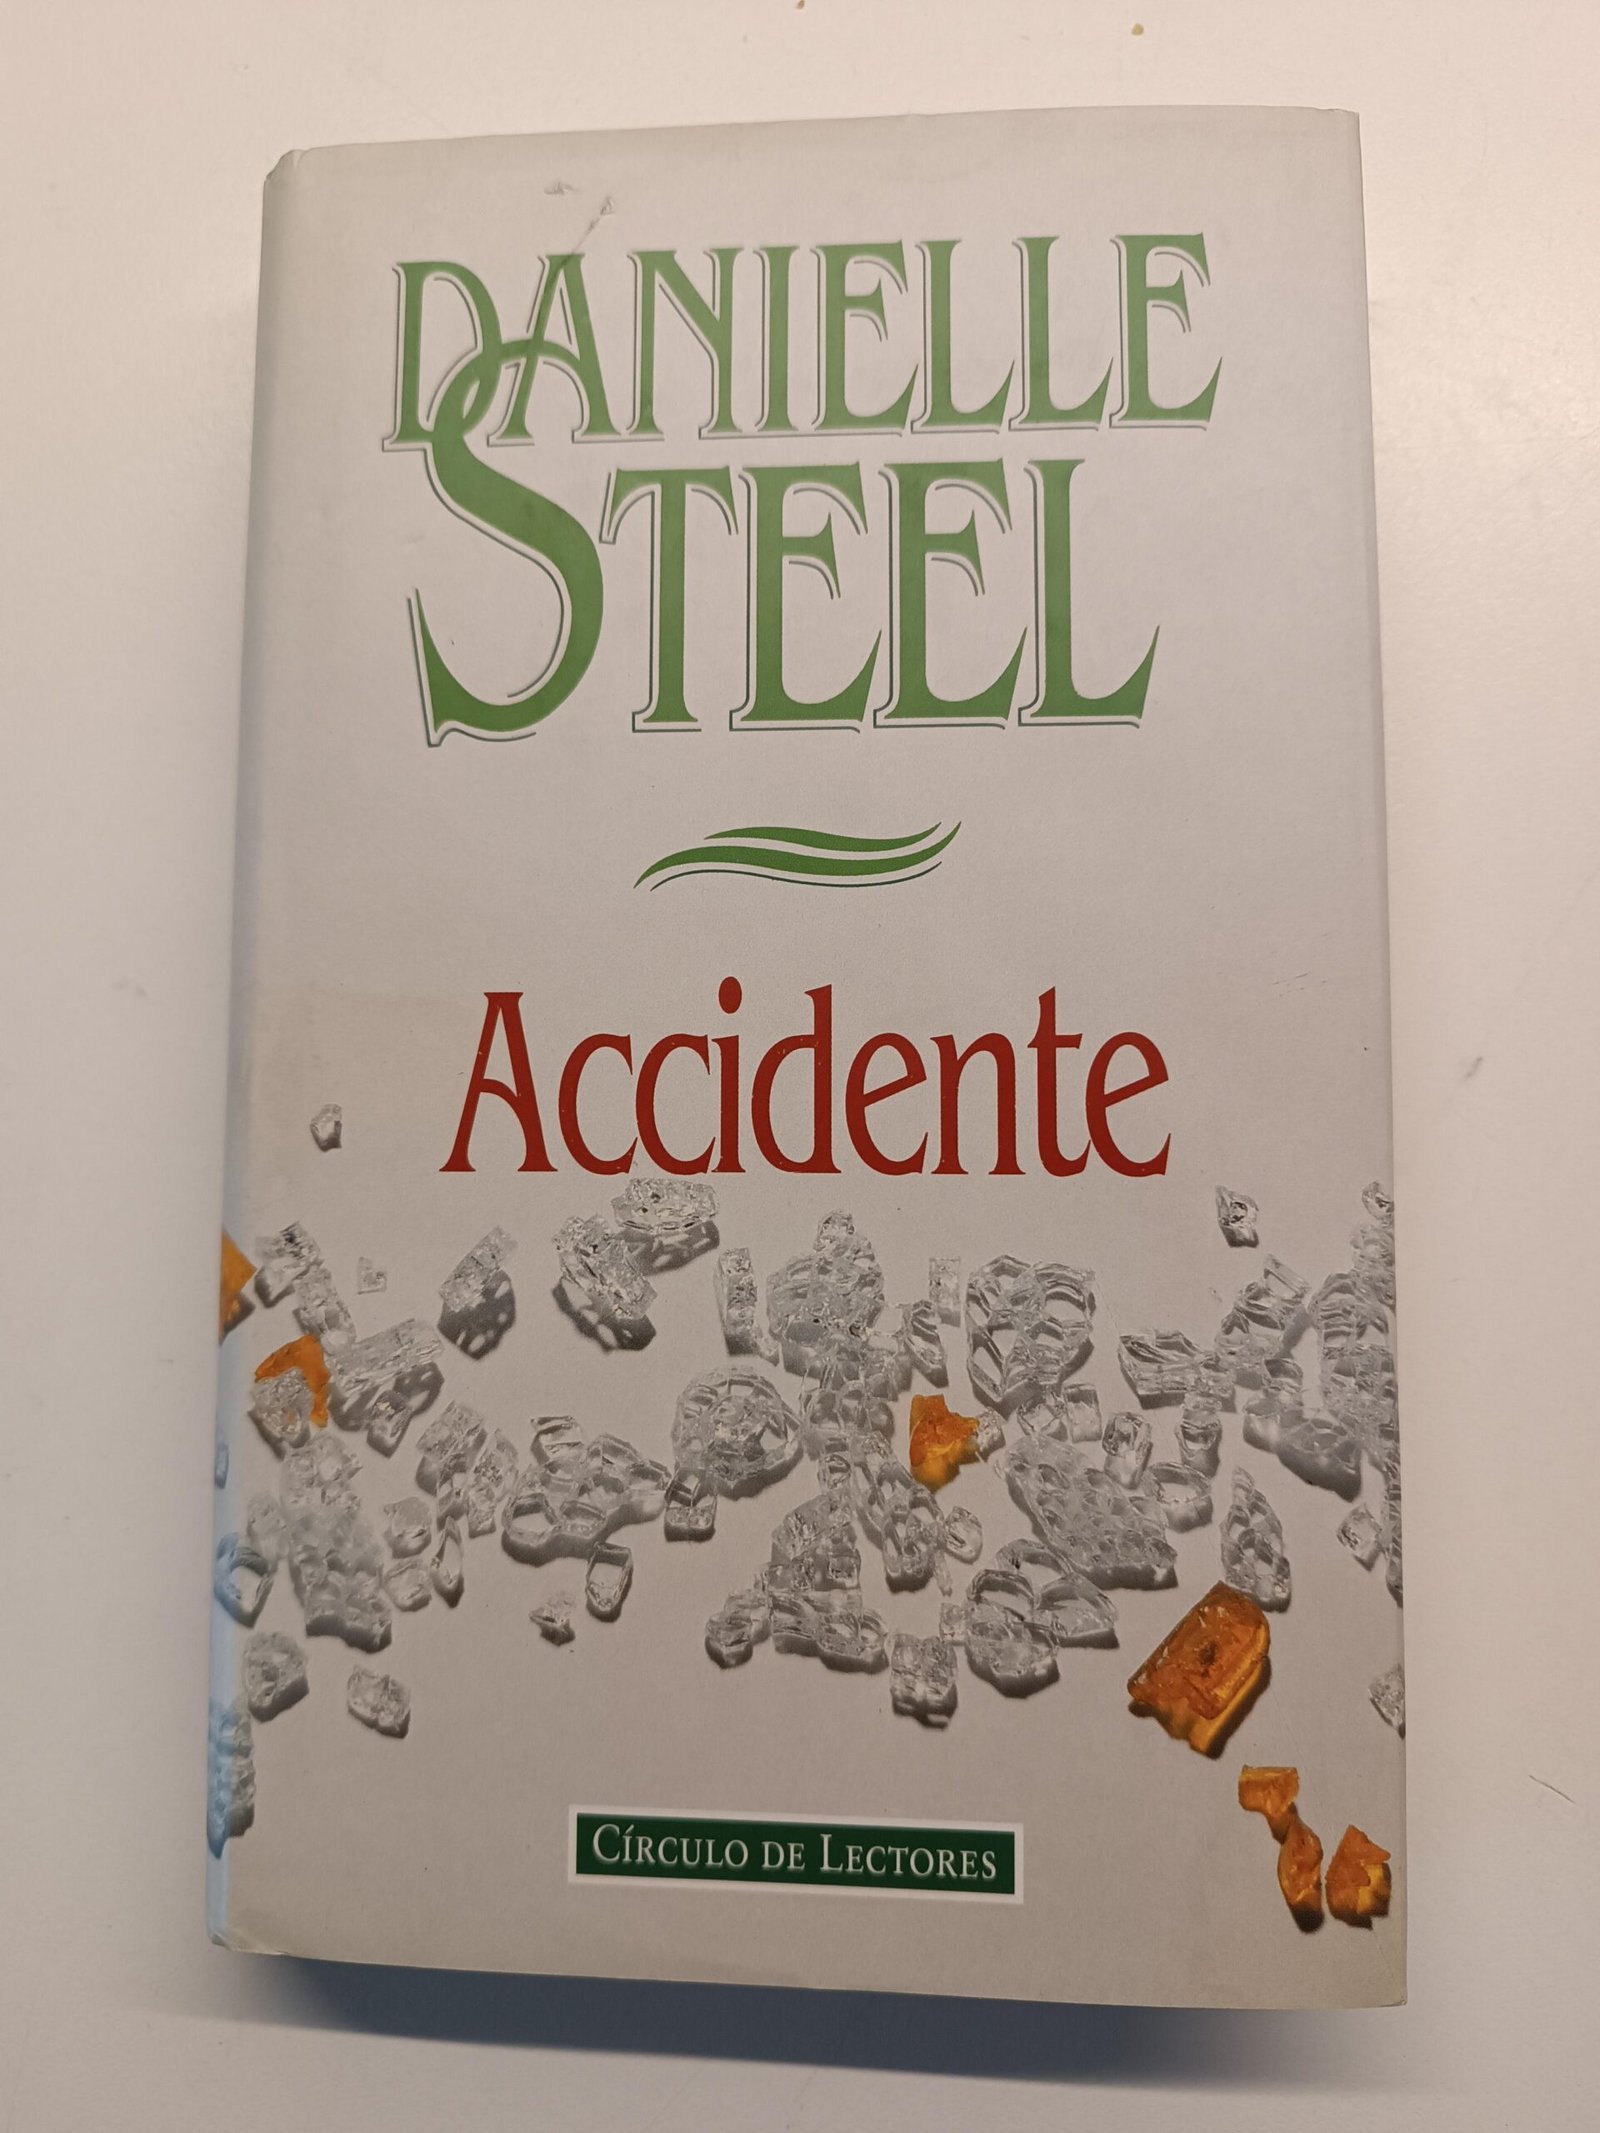 DANIELLE
STEEL
Accidente
CÍRCULO DE LECTORES